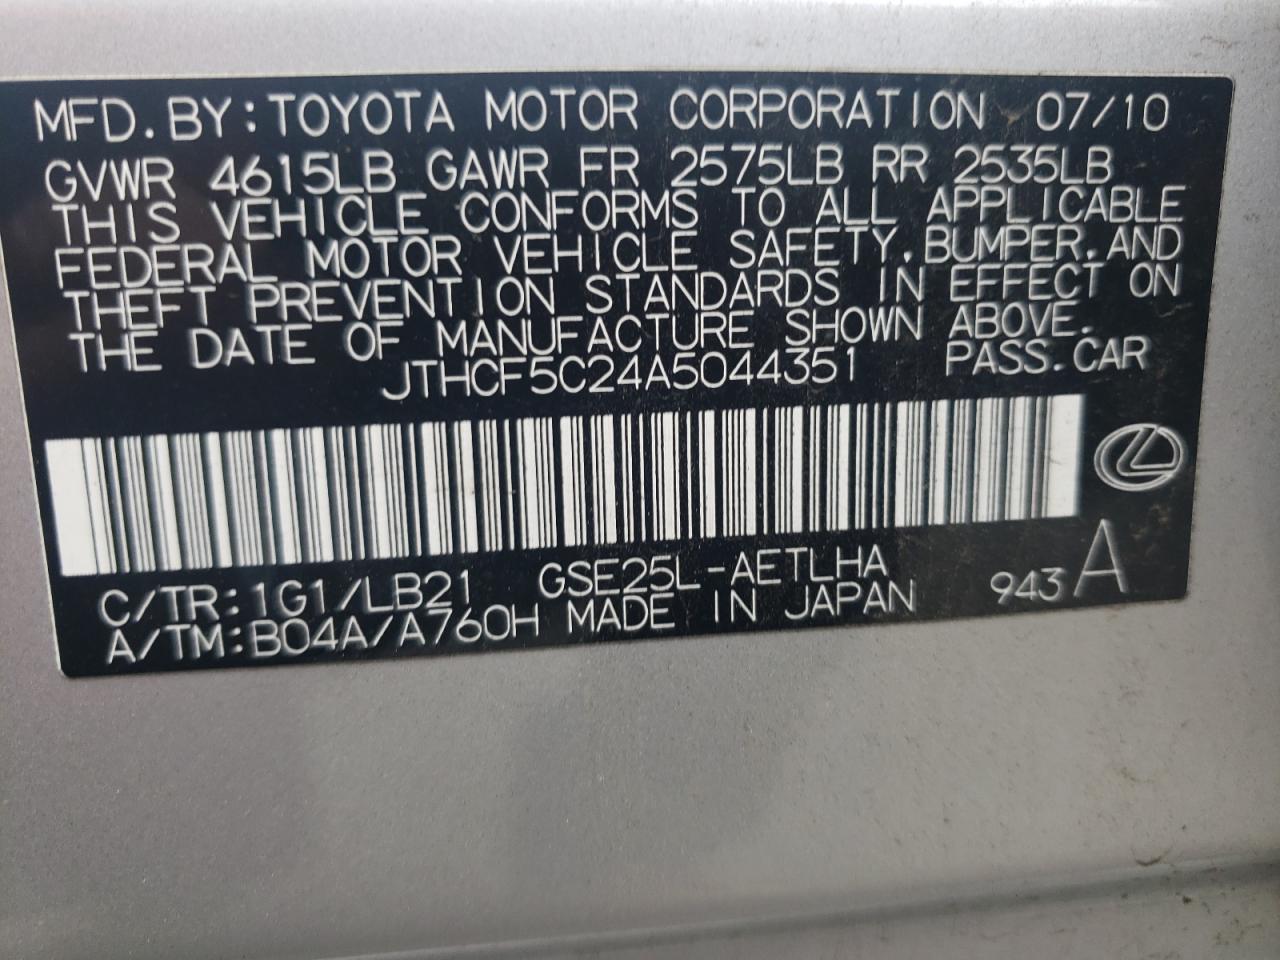 MFD.BY:TOYOTA MOTOR CORPORATION 07/10
GVWR 4615LB GAWR FR 2575LB RR 2535LB
THIS VEHICLE CONFORMS TO ALL APPLICABLE
FEDERAL MOTOR VEHICLE SAFETY,BUMPER,AND
THEFT PREVENTION STANDARDS IN EFFECT ON
THE DATE OF MANUFACTURE SHOWN ABOVE.
JTHCF5C24A5044351 PASS.CAR
C/TR:1G1/LB21 GSE25L-AETLHA
A/TM:B04A/A760H MADE IN JAPAN 943 A